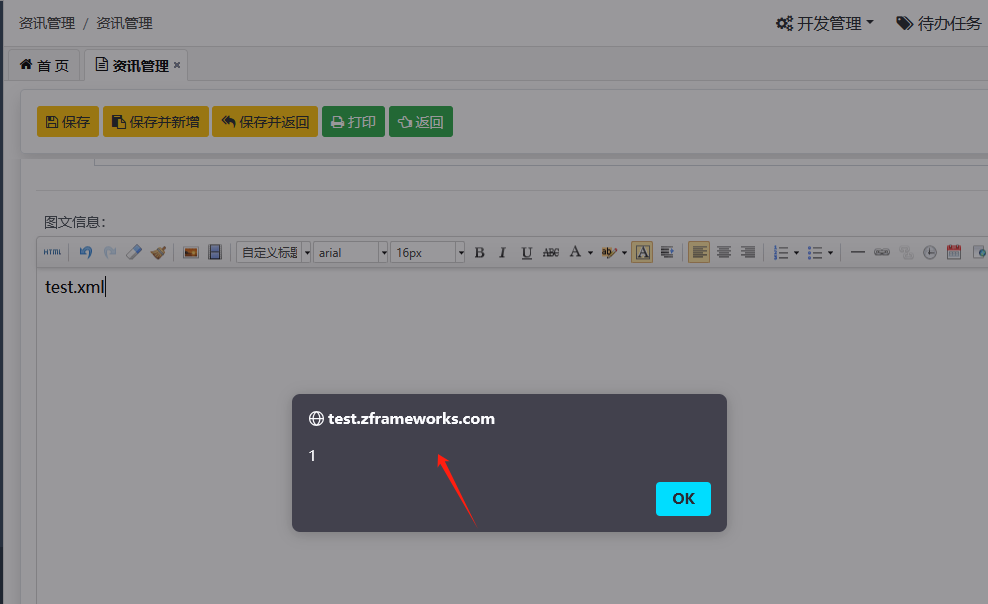 资讯管理 / 资讯管理
开发管理 待办任务
首 页 资讯管理 ×
保存 保存并新增 保存并返回 打印 返回
图文信息:
HTML 自定义标题 arial 16px B I U ABC A ab A
test.xml
test.zframeworks.com
1
OK